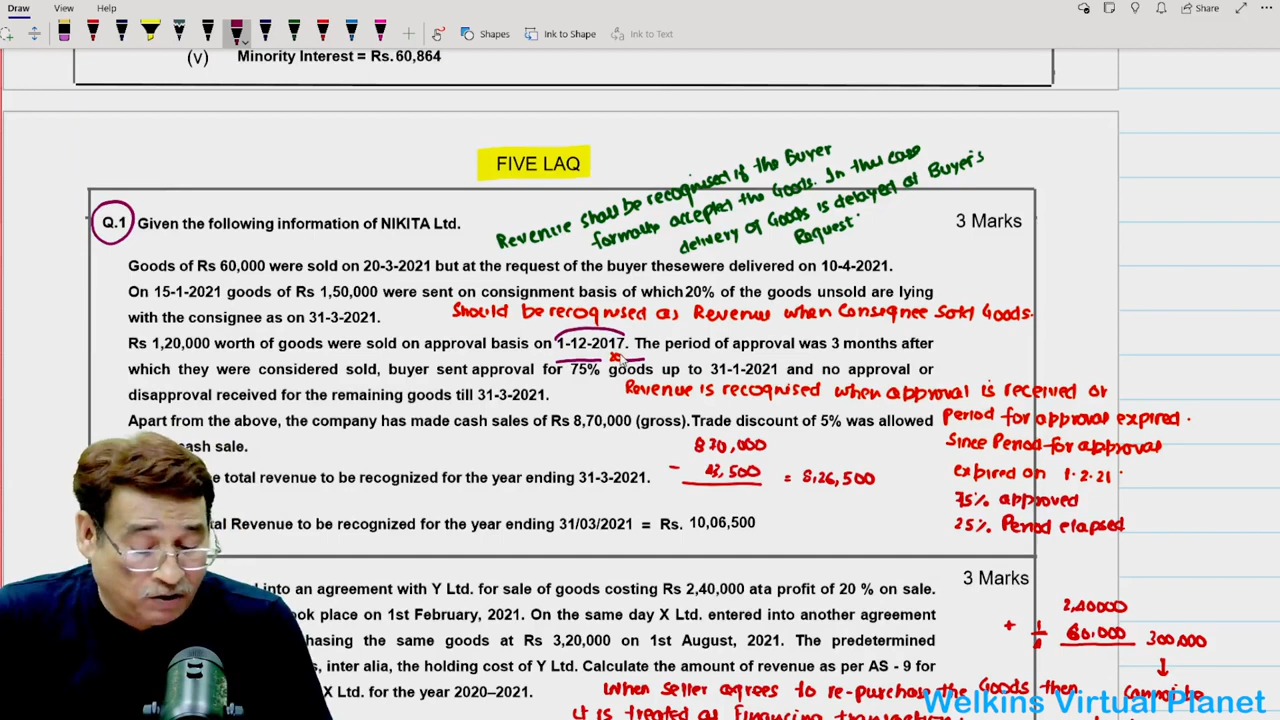 Draw View Help
Share
Shapes Ink to Shape Ink to Text
(v) Minority Interest = Rs.60,864
FIVE LAQ
Revenue shall be recognised if the Buyer
formally accepted the Goods. In this case
delivery of Goods is delayed at Buyer's
Request.
Q.1 Given the following information of NIKITA Ltd. 3 Marks
Goods of Rs 60,000 were sold on 20-3-2021 but at the request of the buyer thesewere delivered on 10-4-2021.
On 15-1-2021 goods of Rs 1,50,000 were sent on consignment basis of which20% of the goods unsold are lying
with the consignee as on 31-3-2021. Should be recognised as Revenue when Consignee Sold Goods.
Rs 1,20,000 worth of goods were sold on approval basis on 1-12-2017. The period of approval was 3 months after
which they were considered sold, buyer sent approval for 75% goods up to 31-1-2021 and no approval or
disapproval received for the remaining goods till 31-3-2021. Revenue is recognised when approval is received or
Period for approval expired.
Apart from the above, the company has made cash sales of Rs 8,70,000 (gross). Trade discount of 5% was allowed
cash sale. 870,000 Since Period for approval
- 43,500 = 8,26,500 expired on 1.2.21
e total revenue to be recognized for the year ending 31-3-2021.
75% approved
tal Revenue to be recognized for the year ending 31/03/2021 = Rs. 10,06,500
25% Period elapsed
3 Marks
into an agreement with Y Ltd. for sale of goods costing Rs 2,40,000 ata profit of 20 % on sale.
2,40000
ook place on 1st February, 2021. On the same day X Ltd. entered into another agreement
+ 60,000 300,000
hasing the same goods at Rs 3,20,000 on 1st August, 2021. The predetermined
, inter alia, the holding cost of Y Ltd. Calculate the amount of revenue as per AS - 9 for
X Ltd. for the year 2020–2021.
When Seller agrees to re-purchase the Goods then cannot be
it is treated as Financing transaction
Welkins Virtual Planet